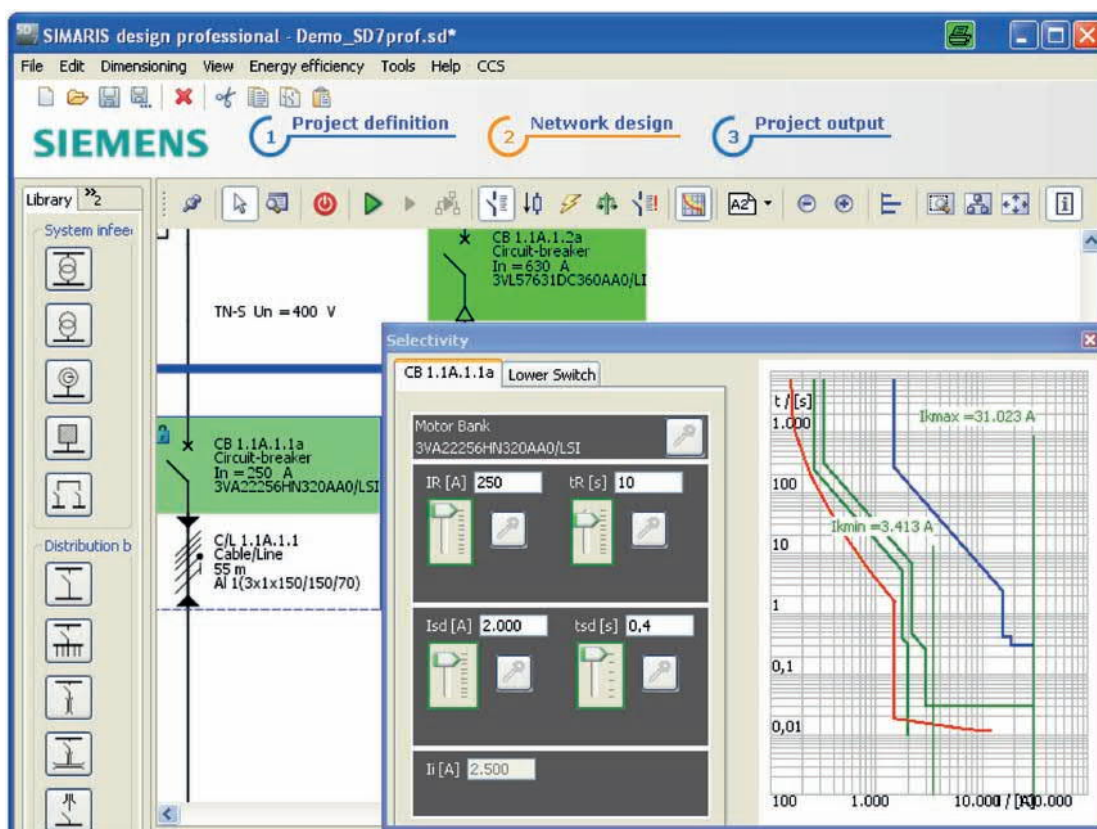 SIMARIS design professional - Demo_SD7prof.sd*
File Edit Dimensioning View Energy efficiency Tools Help CCS
SIEMENS
1 Project definition
2 Network design
3 Project output
Library »2
System infee
Distribution b
A2
CB 1.1A.1.2a
Circuit-breaker
In = 630 A
3VL57631DC360AA0/LI
TN-S Un = 400 V
CB 1.1A.1.1a
Circuit-breaker
In = 250 A
3VA22256HN320AA0/LSI
C/L 1.1A.1.1
Cable/Line
55 m
Al 1(3x1x150/150/70)
Selectivity
CB 1.1A.1.1a Lower Switch
Motor Bank
3VA22256HN320AA0/LSI
IR [A] 250 tR [s] 10
Isd [A] 2.000 tsd [s] 0,4
Ii [A] 2.500
t / [s]
1.000
100
10
1
0,1
0,01
Ikmax = 31.023 A
Ikmin = 3.413 A
100 1.000 10.000 I / [A]